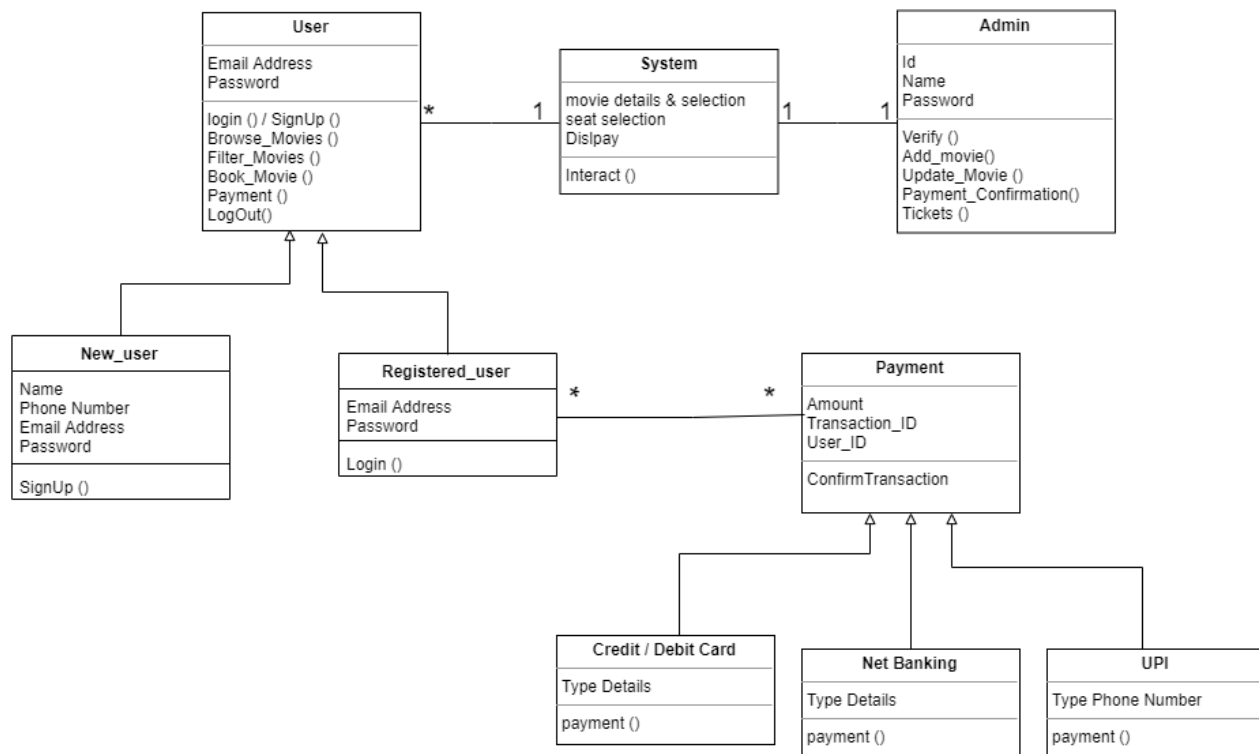 User
Email Address
Password
login () / SignUp ()
Browse_Movies ()
Filter_Movies ()
Book_Movie ()
Payment ()
LogOut()
*
1
System
movie details & selection
seat selection
Dislpay
Interact ()
1
1
Admin
Id
Name
Password
Verify ()
Add_movie()
Update_Movie ()
Payment_Confirmation()
Tickets ()
New_user
Name
Phone Number
Email Address
Password
SignUp ()
Registered_user
Email Address
Password
Login ()
*
*
Payment
Amount
Transaction_ID
User_ID
ConfirmTransaction
Credit / Debit Card
Type Details
payment ()
Net Banking
Type Details
payment ()
UPI
Type Phone Number
payment ()